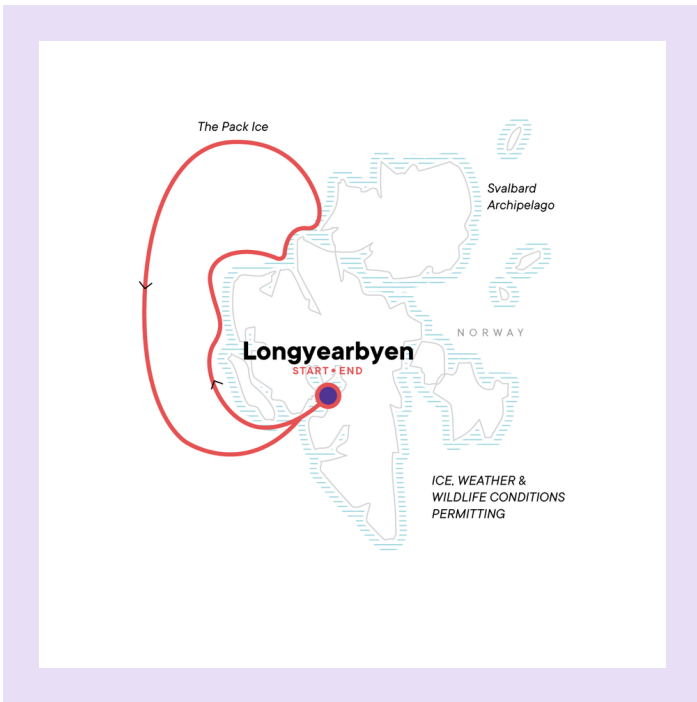 The Pack Ice
Svalbard
Archipelago
NORWAY
Longyearbyen
START • END
ICE, WEATHER &
WILDLIFE CONDITIONS
PERMITTING